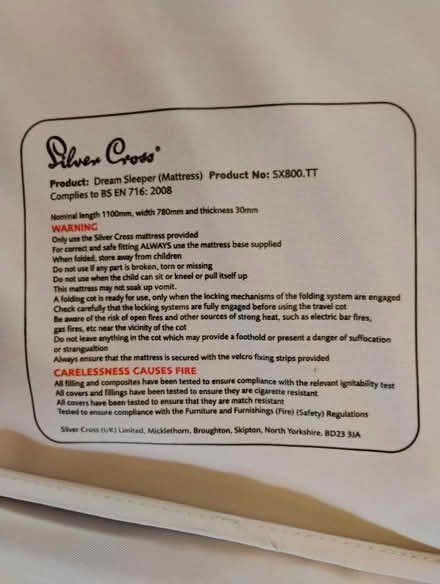 Silver Cross®
Product: Dream Sleeper (Mattress) Product No: SX800.TT
Complies to BS EN 716: 2008
Nominal length 1100mm, width 780mm and thickness 30mm
WARNING
Only use the Silver Cross mattress provided
For correct and safe fitting ALWAYS use the mattress base supplied
When folded, store away from children
Do not use if any part is broken, torn or missing
Do not use when the child can sit or kneel or pull itself up
This mattress may not soak up vomit.
A folding cot is ready for use, only when the locking mechanisms of the folding system are engaged
Check carefully that the locking systems are fully engaged before using the travel cot
Be aware of the risk of open fires and other sources of strong heat, such as electric bar fires,
gas fires, etc near the vicinity of the cot
Do not leave anything in the cot which may provide a foothold or present a danger of suffocation
or strangualtion
Always ensure that the mattress is secured with the velcro fixing strips provided
CARELESSNESS CAUSES FIRE
All filling and composites have been tested to ensure compliance with the relevant ignitability test
All covers and fillings have been tested to ensure they are cigarette resistant
All covers have been tested to ensure that they are match resistant
Tested to ensure compliance with the Furniture and Furnishings (Fire) (Safety) Regulations
Silver Cross (UK) Limited, Micklethorn, Broughton, Skipton, North Yorkshire, BD23 3JA